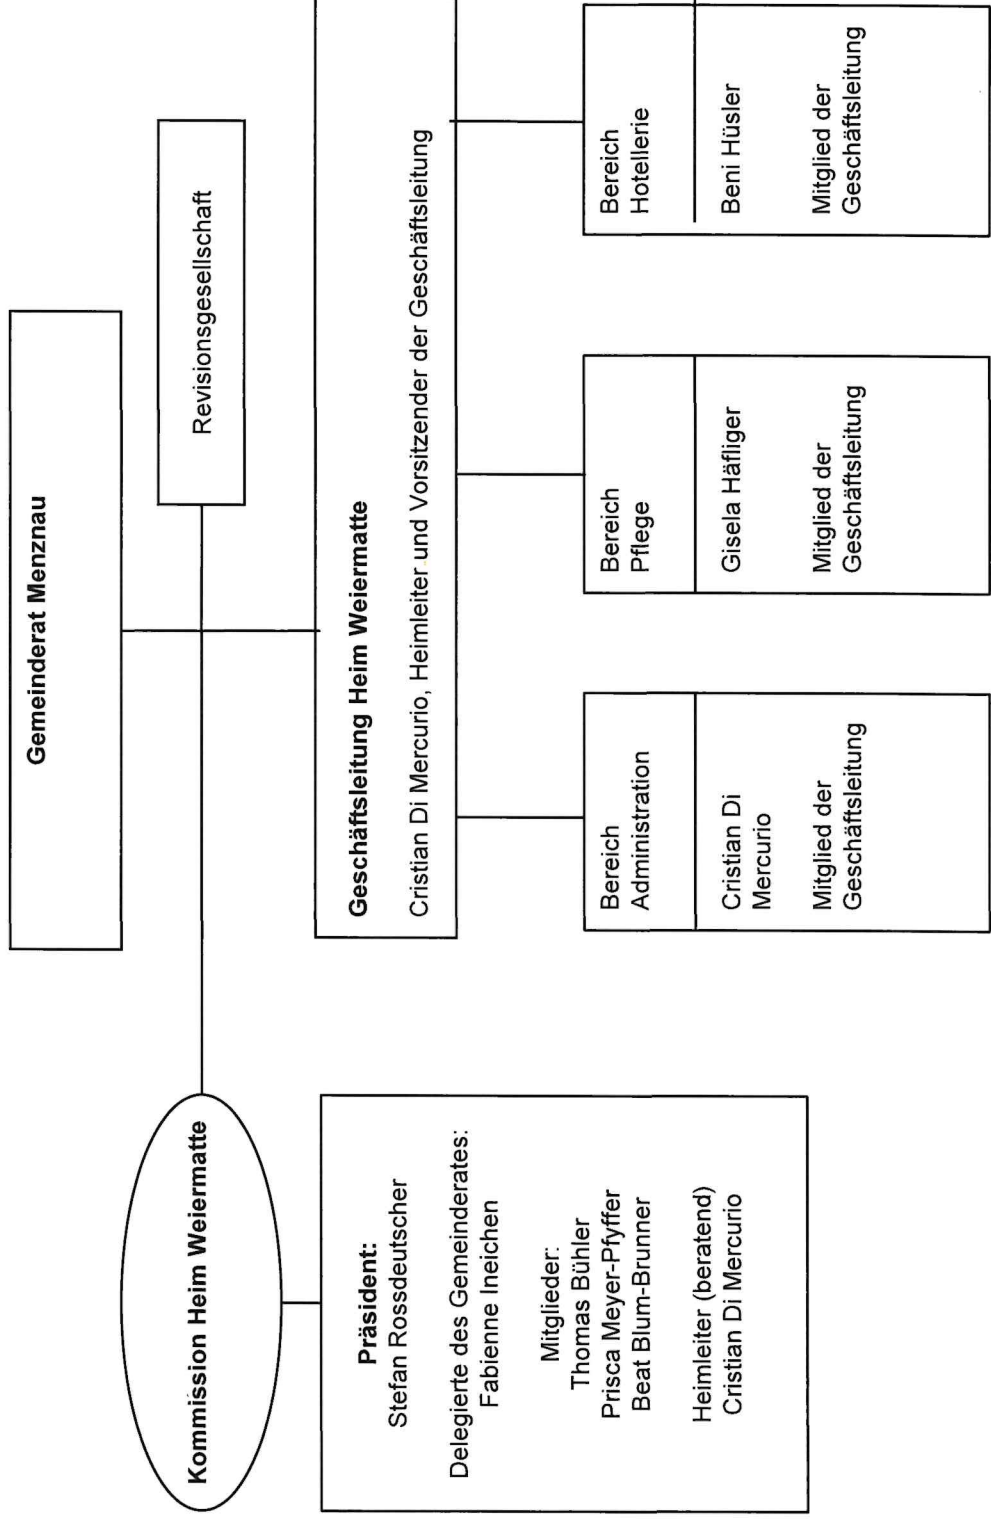 Gemeinderat Menznau
Revisionsgesellschaft
Kommission Heim Weiermatte
Präsident:
Stefan Rossdeutscher
Delegierte des Gemeinderates:
Fabienne Ineichen
Mitglieder:
Thomas Bühler
Prisca Meyer-Pfyffer
Beat Blum-Brunner
Heimleiter (beratend)
Cristian Di Mercurio
Geschäftsleitung Heim Weiermatte
Cristian Di Mercurio, Heimleiter und Vorsitzender der Geschäftsleitung
Bereich
Administration
Cristian Di
Mercurio
Mitglied der
Geschäftsleitung
Bereich
Pflege
Gisela Häfliger
Mitglied der
Geschäftsleitung
Bereich
Hotellerie
Beni Hüsler
Mitglied der
Geschäftsleitung